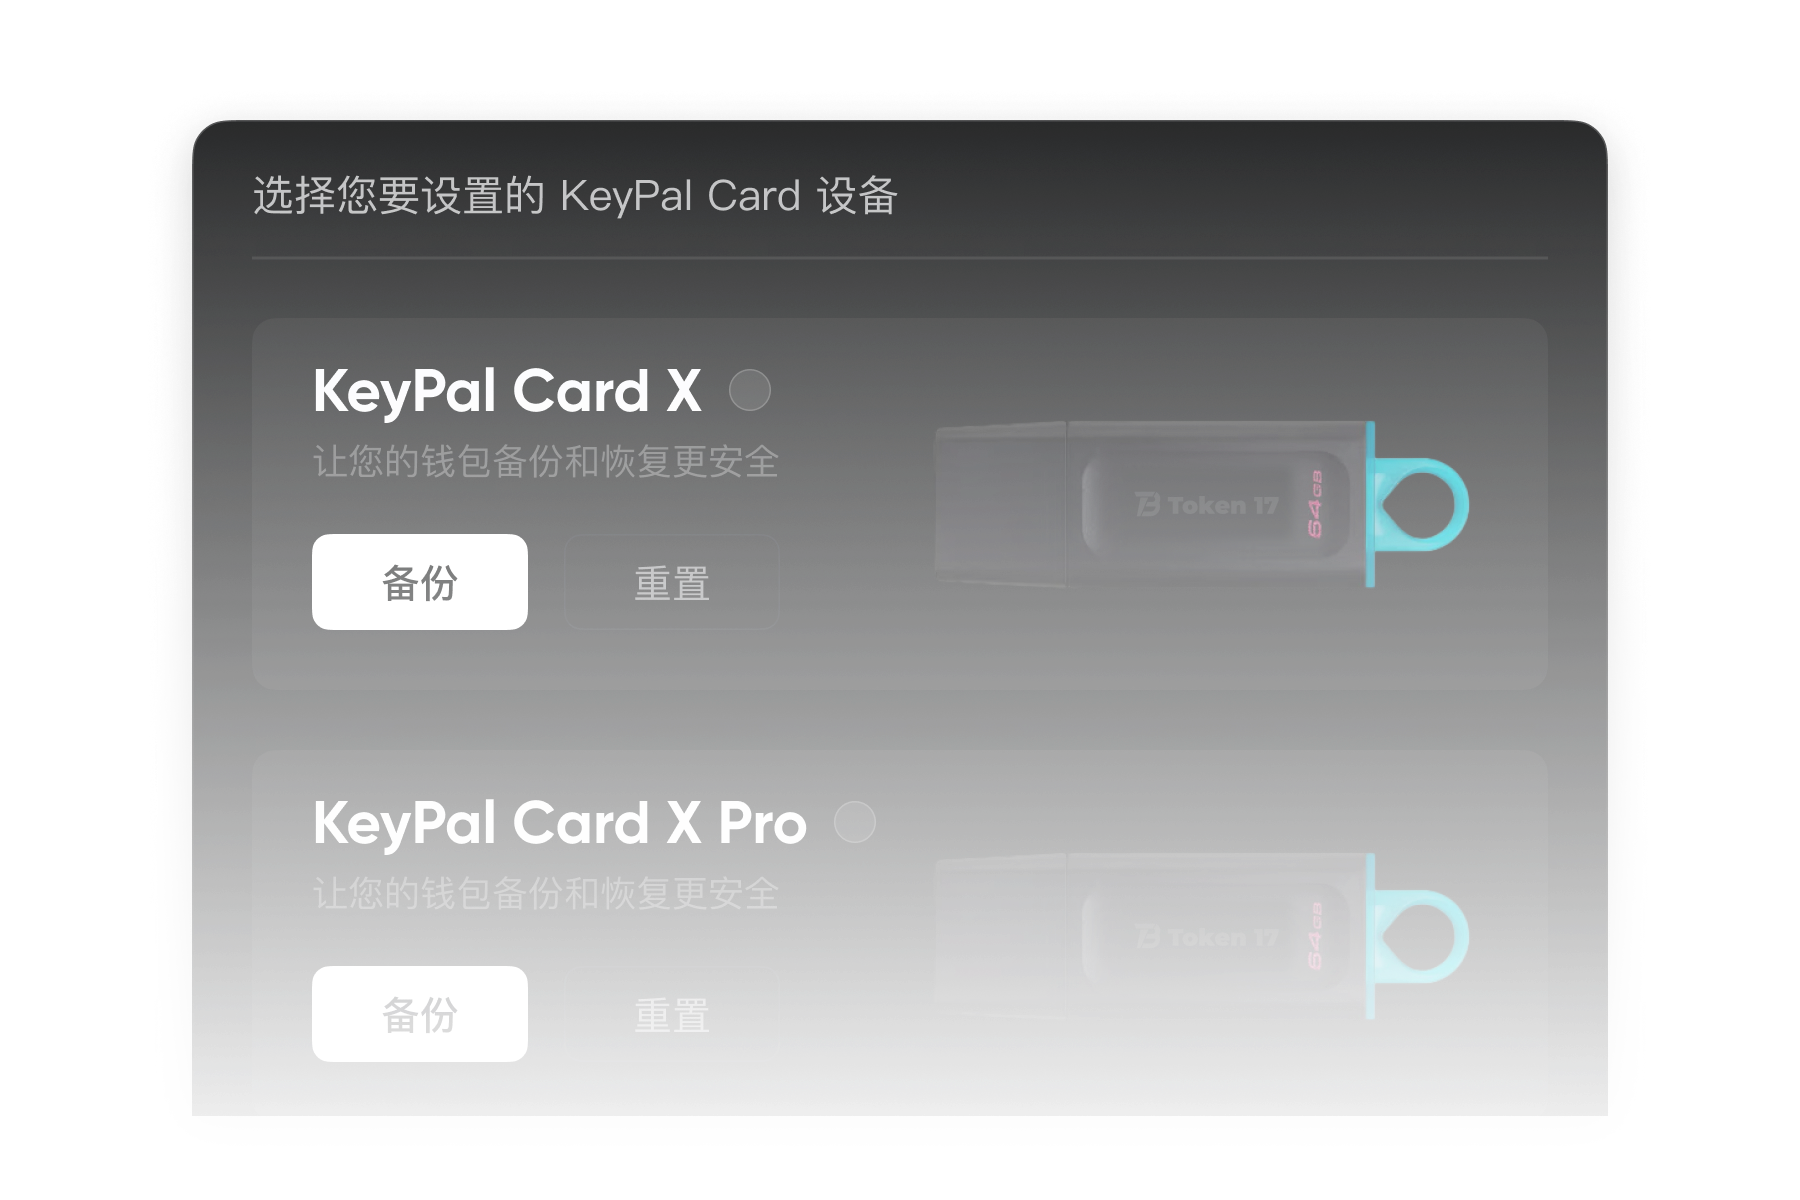 选择您要设置的 KeyPal Card 设备
KeyPal Card X
让您的钱包备份和恢复更安全
备份
重置
Token 17
64GB
KeyPal Card X Pro
让您的钱包备份和恢复更安全
备份
重置
Token 17
64GB